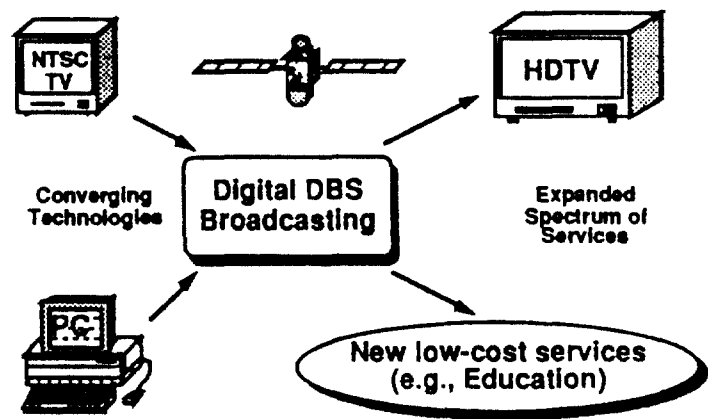 NTSC
TV
HDTV
Converging
Technologies
Digital DBS
Broadcasting
Expanded
Spectrum of
Services
PC
New low-cost services
(e.g., Education)